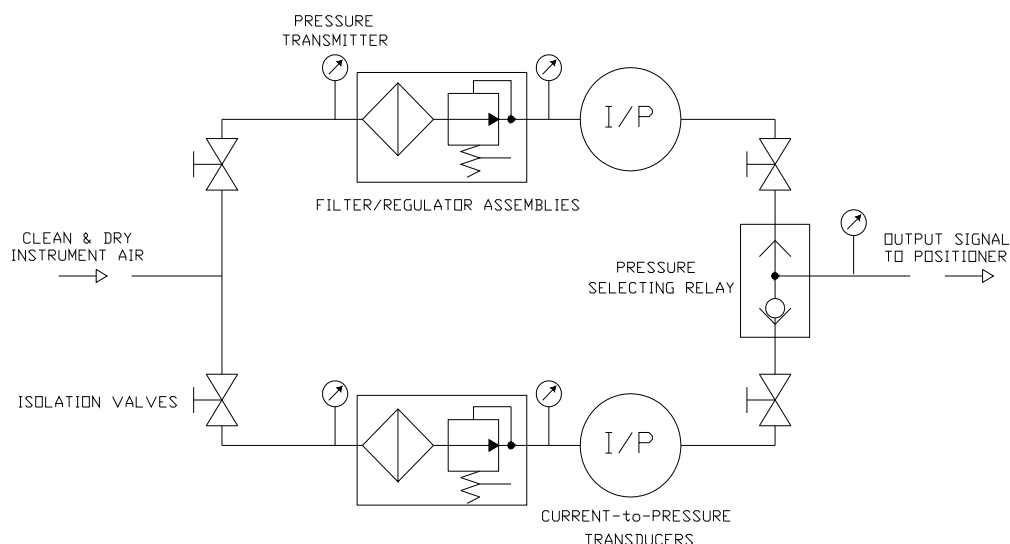 PRESSURE
TRANSMITTER
I/P
FILTER/REGULATOR ASSEMBLIES
CLEAN & DRY
INSTRUMENT AIR
OUTPUT SIGNAL
TO POSITIONER
PRESSURE
SELECTING RELAY
ISOLATION VALVES
I/P
CURRENT-to-PRESSURE
TRANSDUCERS